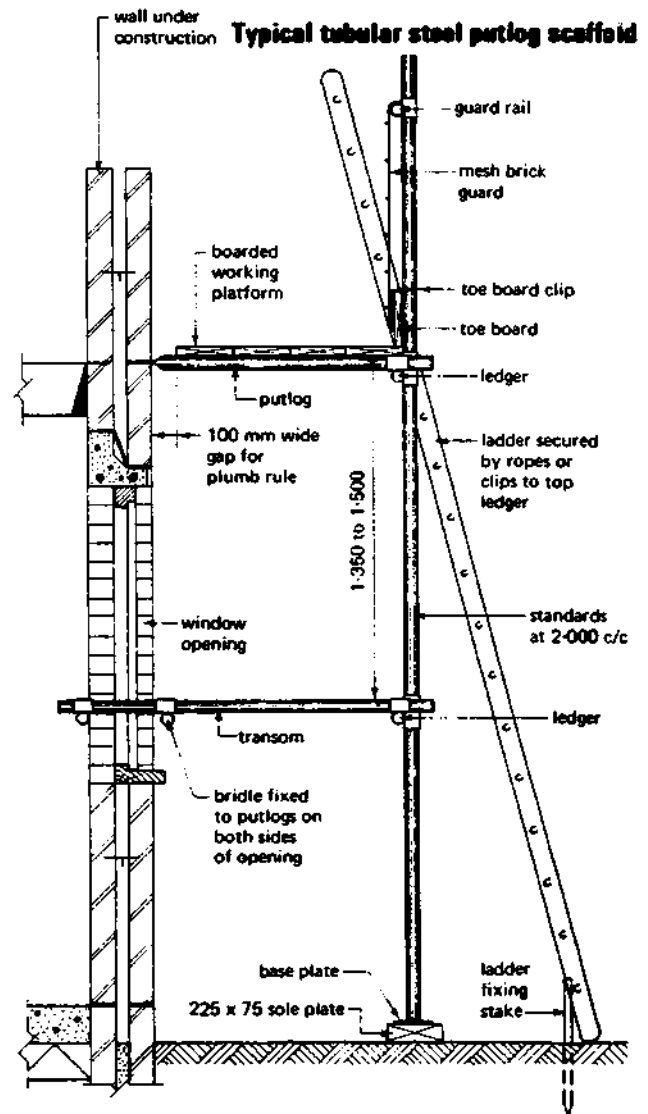 wall under
construction
Typical tubular steel putlog scaffold
guard rail
mesh brick
guard
boarded
working
platform
toe board clip
toe board
putlog
ledger
100 mm wide
gap for
plumb rule
ladder secured
by ropes or
clips to top
ledger
1·350 to 1·500
window
opening
standards
at 2·000 c/c
transom
ledger
bridle fixed
to putlogs on
both sides
of opening
base plate
225 x 75 sole plate
ladder
fixing
stake